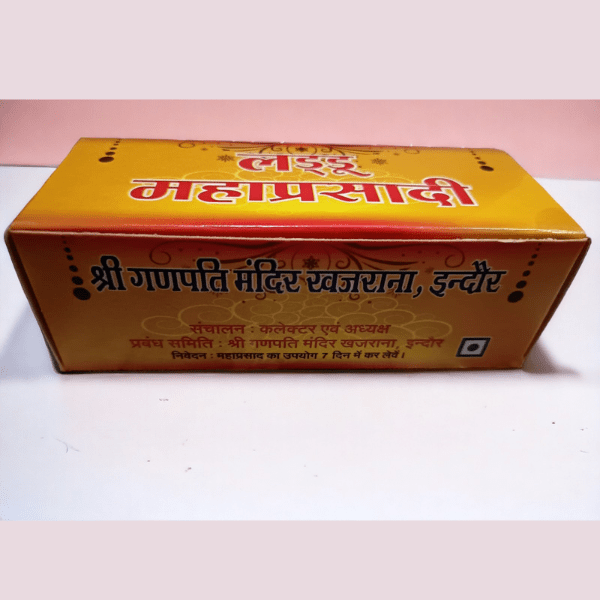 लड्डू
महाप्रसादी
श्री गणपति मंदिर खजराना, इन्दौर
संचालन : कलेक्टर एवं अध्यक्ष
प्रबंध समिति : श्री गणपति मंदिर खजराना, इन्दौर
निवेदन : महाप्रसाद का उपयोग 7 दिन में कर लेवें।